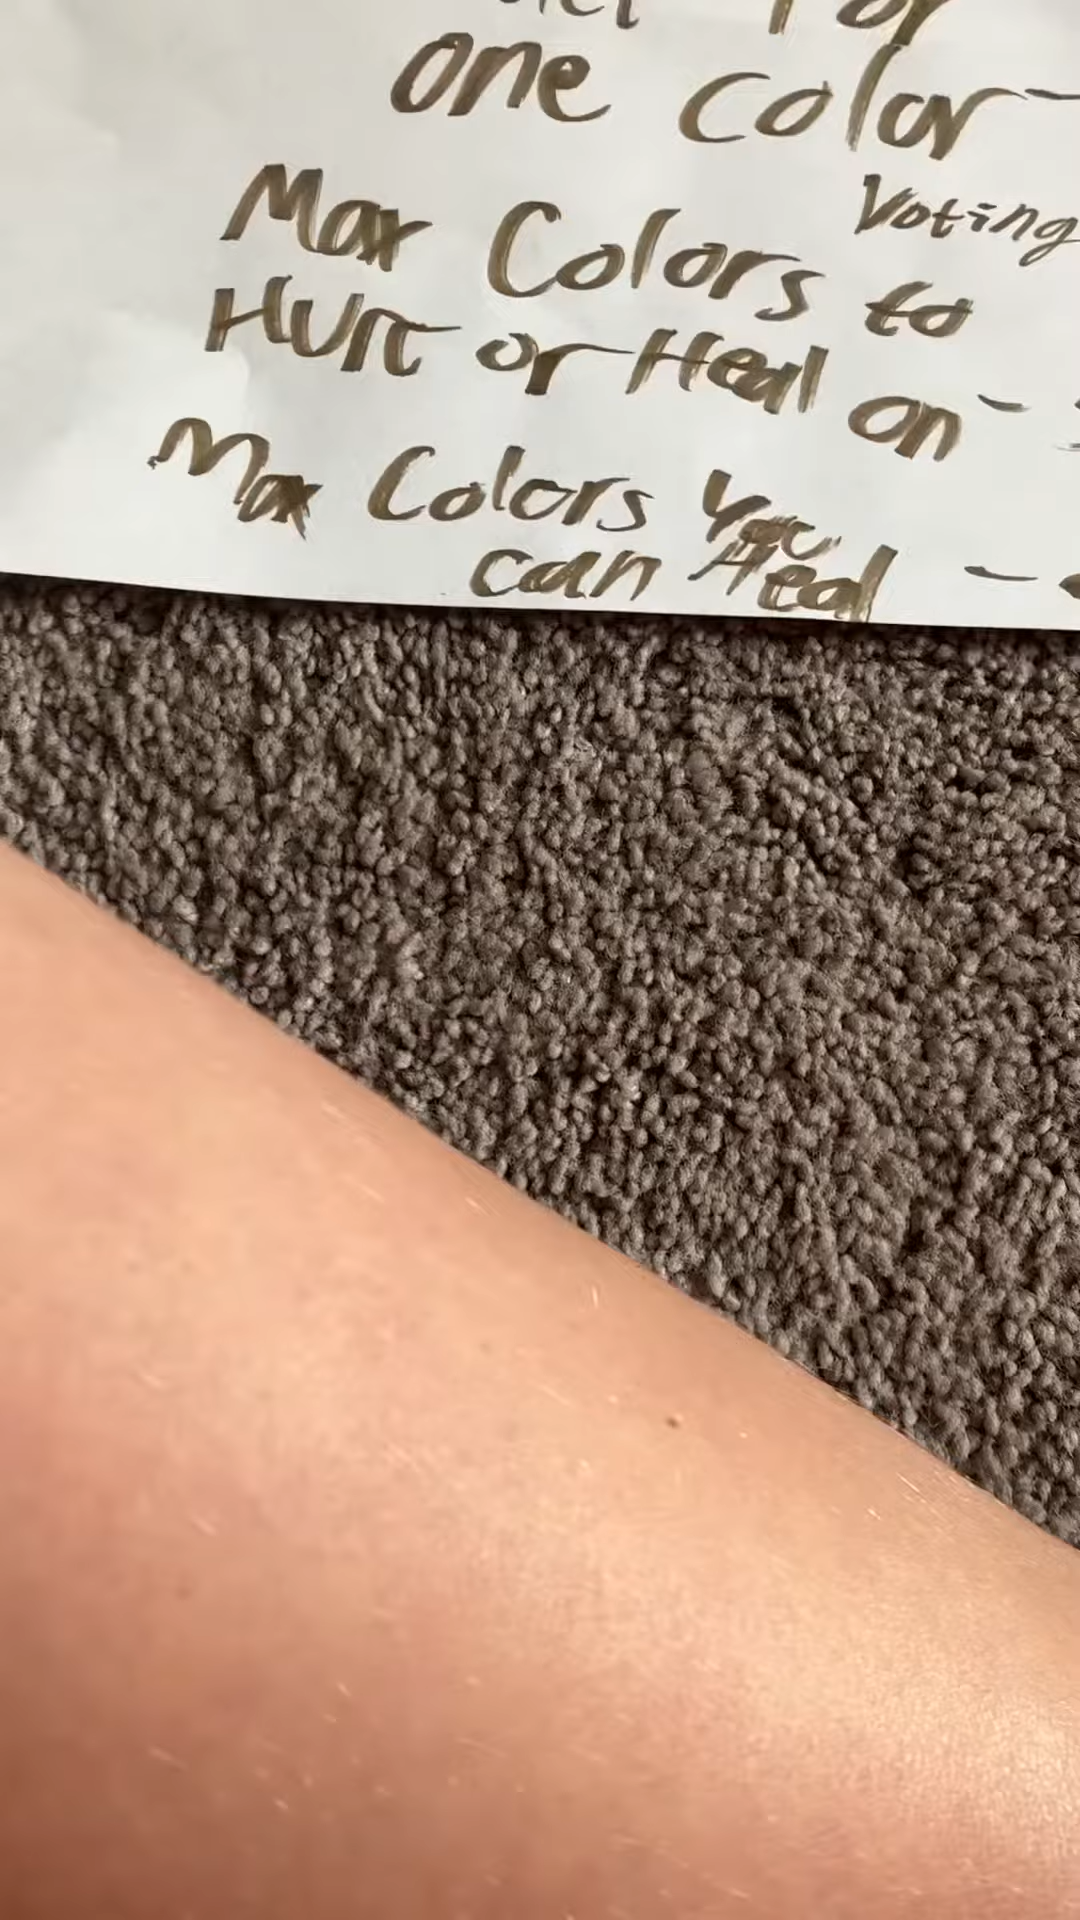 one color -
Voting
Max Colors to
Hurt or Heal on -
Max Colors you
can Heal -